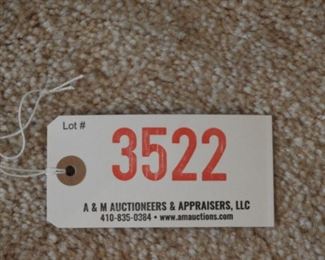 Lot #
3522
A & M AUCTIONEERS & APPRAISERS, LLC
410-835-0384 • www.amauctions.com